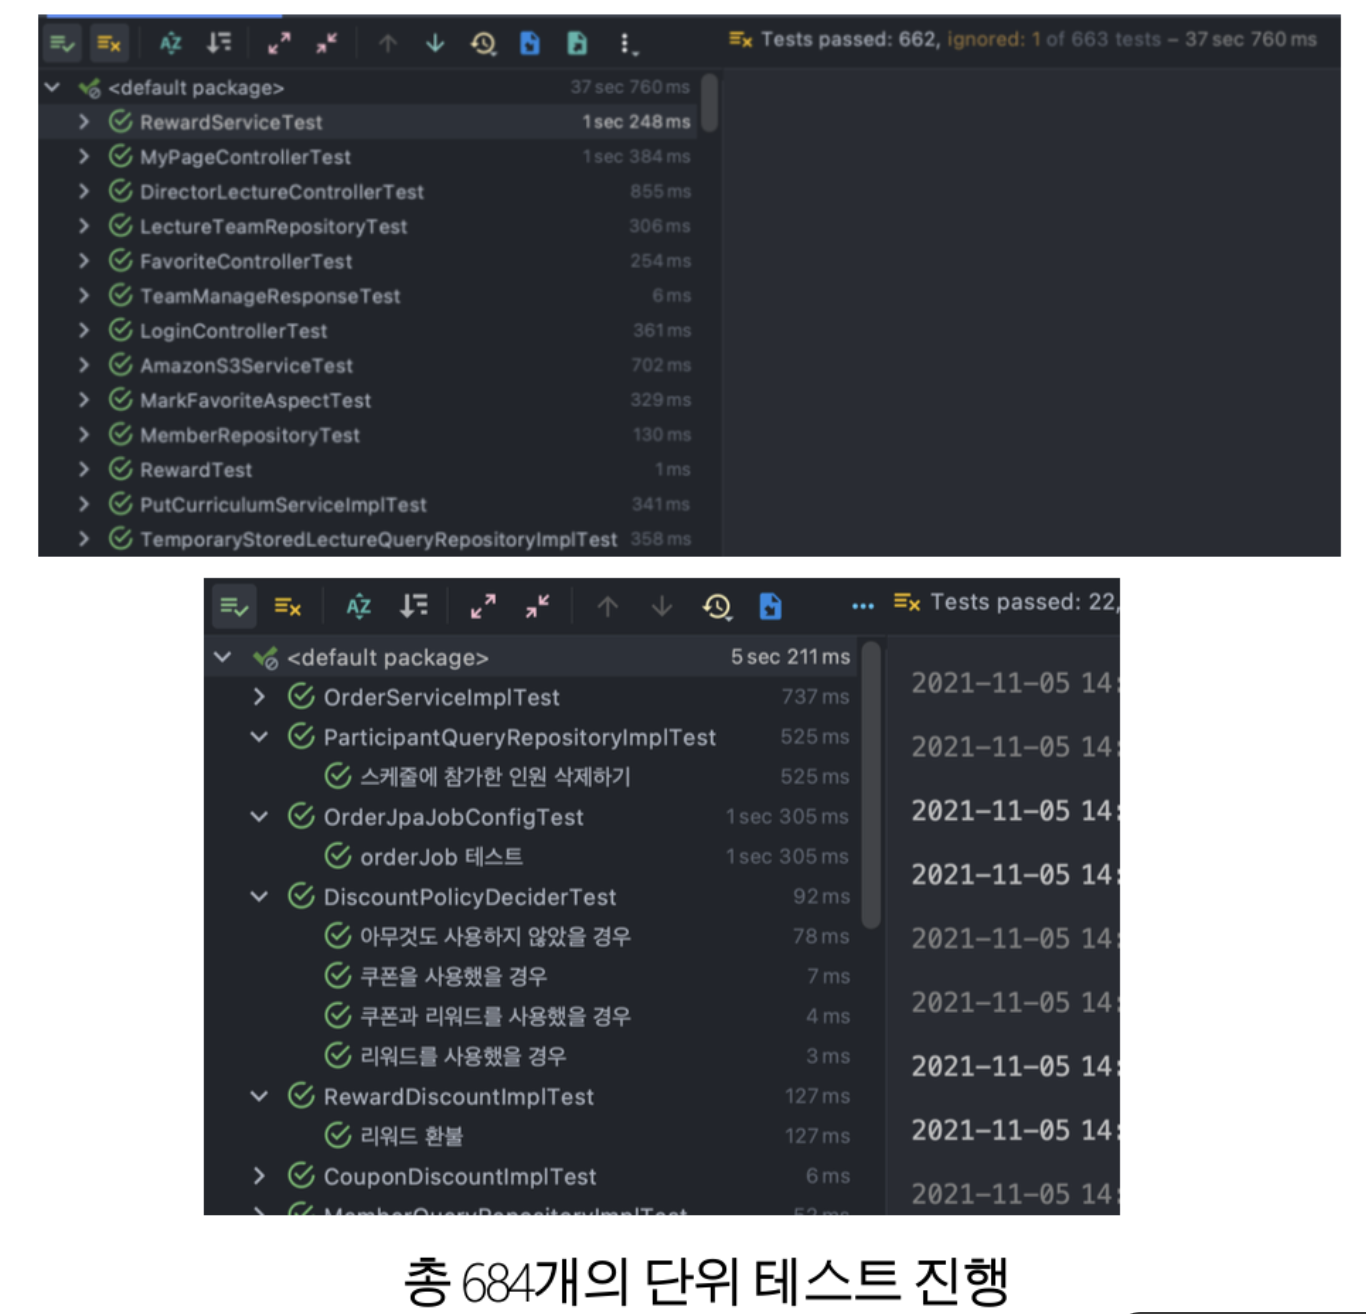 Tests passed: 662, ignored: 1 of 663 tests – 37 sec 760 ms
<default package> 37 sec 760 ms
RewardServiceTest 1 sec 248 ms
MyPageControllerTest 1 sec 384 ms
DirectorLectureControllerTest 855 ms
LectureTeamRepositoryTest 306 ms
FavoriteControllerTest 254 ms
TeamManageResponseTest 6 ms
LoginControllerTest 361 ms
AmazonS3ServiceTest 702 ms
MarkFavoriteAspectTest 329 ms
MemberRepositoryTest 130 ms
RewardTest 1 ms
PutCurriculumServiceImplTest 341 ms
TemporaryStoredLectureQueryRepositoryImplTest 358 ms
Tests passed: 22,
<default package> 5 sec 211 ms
OrderServiceImplTest 737 ms
ParticipantQueryRepositoryImplTest 525 ms
스케줄에 참가한 인원 삭제하기 525 ms
OrderJpaJobConfigTest 1 sec 305 ms
orderJob 테스트 1 sec 305 ms
DiscountPolicyDeciderTest 92 ms
아무것도 사용하지 않았을 경우 78 ms
쿠폰을 사용했을 경우 7 ms
쿠폰과 리워드를 사용했을 경우 4 ms
리워드를 사용했을 경우 3 ms
RewardDiscountImplTest 127 ms
리워드 환불 127 ms
CouponDiscountImplTest 6 ms
MemberQueryRepositoryImplTest 52 ms
2021-11-05 14:
2021-11-05 14:
2021-11-05 14:
2021-11-05 14:
2021-11-05 14:
2021-11-05 14:
2021-11-05 14:
2021-11-05 14:
2021-11-05 14:
총 684개의 단위 테스트 진행